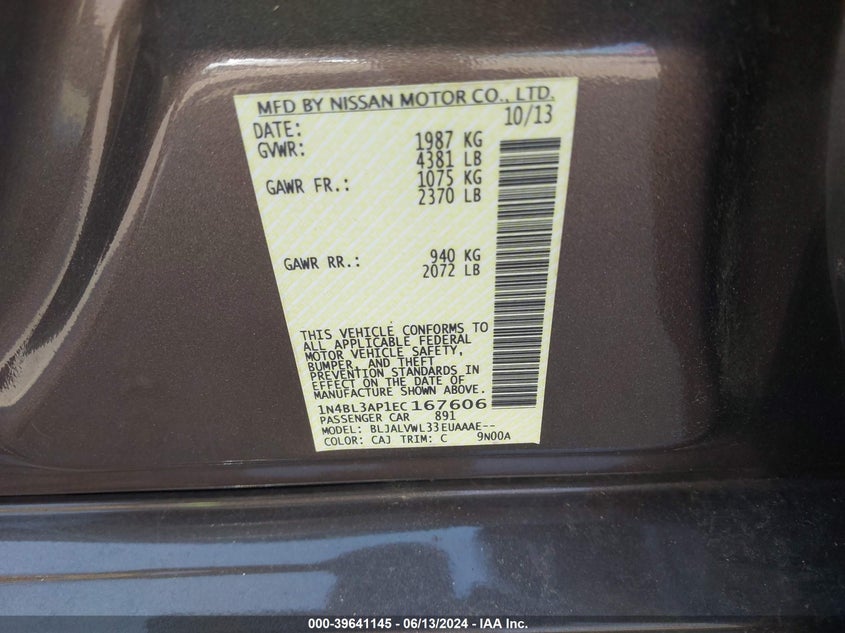 MFD BY NISSAN MOTOR CO., LTD.
DATE: 10/13
GVWR: 1987 KG
4381 LB
GAWR FR.: 1075 KG
2370 LB
GAWR RR.: 940 KG
2072 LB
THIS VEHICLE CONFORMS TO
ALL APPLICABLE FEDERAL
MOTOR VEHICLE SAFETY,
BUMPER, AND THEFT
PREVENTION STANDARDS IN
EFFECT ON THE DATE OF
MANUFACTURE SHOWN ABOVE.
1N4BL3AP1EC167606
PASSENGER CAR 891
MODEL: BLJALVWL33EUAAAE--
COLOR: CAJ TRIM: C 9N00A
000-39641145 - 06/13/2024 - IAA Inc.